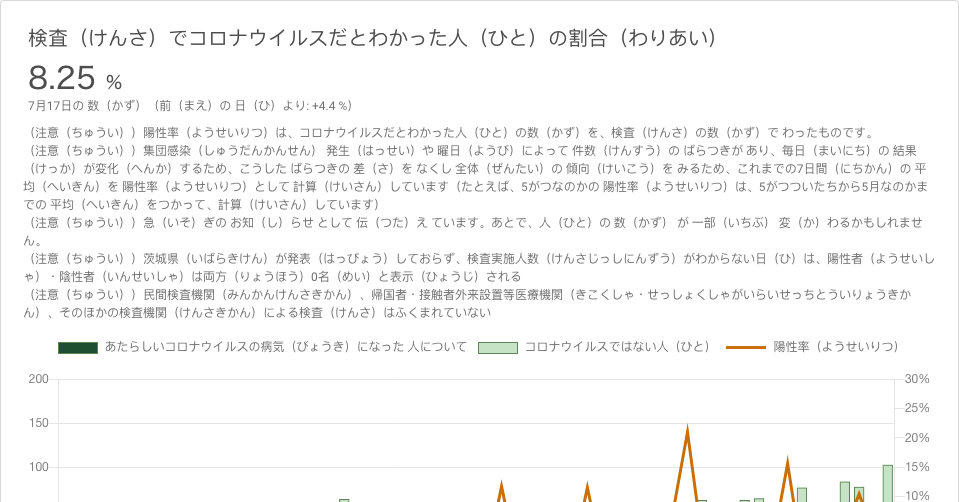 検査（けんさ）でコロナウイルスだとわかった人（ひと）の割合（わりあい）
8.25 %
7月17日の 数（かず）（前（まえ）の 日（ひ）より: +4.4 %）
（注意（ちゅうい））陽性率（ようせいりつ）は、コロナウイルスだとわかった人（ひと）の数（かず）を、検査（けんさ）の数（かず）で わったものです。
（注意（ちゅうい））集団感染（しゅうだんかんせん） 発生（はっせい）や 曜日（ようび）によって 件数（けんすう）の ばらつきが あり、毎日（まいにち）の 結果
（けっか）が変化（へんか）するため、こうした ばらつきの 差（さ）を なくし 全体（ぜんたい）の 傾向（けいこう）を みるため、これまでの7日間（にちかん）の 平
均（へいきん）を 陽性率（ようせいりつ）として 計算（けいさん）しています（たとえば、5がつなのかの 陽性率（ようせいりつ）は、5がつついたちから5月なのかま
での 平均（へいきん）をつかって、計算（けいさん）しています）
（注意（ちゅうい））急（いそ）ぎの お知（し）らせ として 伝（つた）え ています。あとで、人（ひと）の 数（かず） が 一部（いちぶ） 変（か）わるかもしれませ
ん。
（注意（ちゅうい））茨城県（いばらきけん）が発表（はっぴょう）しておらず、検査実施人数（けんさじっしにんずう）がわからない日（ひ）は、陽性者（ようせいし
ゃ）・陰性者（いんせいしゃ）は両方（りょうほう）0名（めい）と表示（ひょうじ）される
（注意（ちゅうい））民間検査機関（みんかんけんさきかん）、帰国者・接触者外来設置等医療機関（きこくしゃ・せっしょくしゃがいらいせっちとういりょうきか
ん）、そのほかの検査機関（けんさきかん）による検査（けんさ）はふくまれていない
あたらしいコロナウイルスの病気（びょうき）になった 人について コロナウイルスではない人（ひと） 陽性率（ようせいりつ）
200 30%
25%
150 20%
100 15%
10%